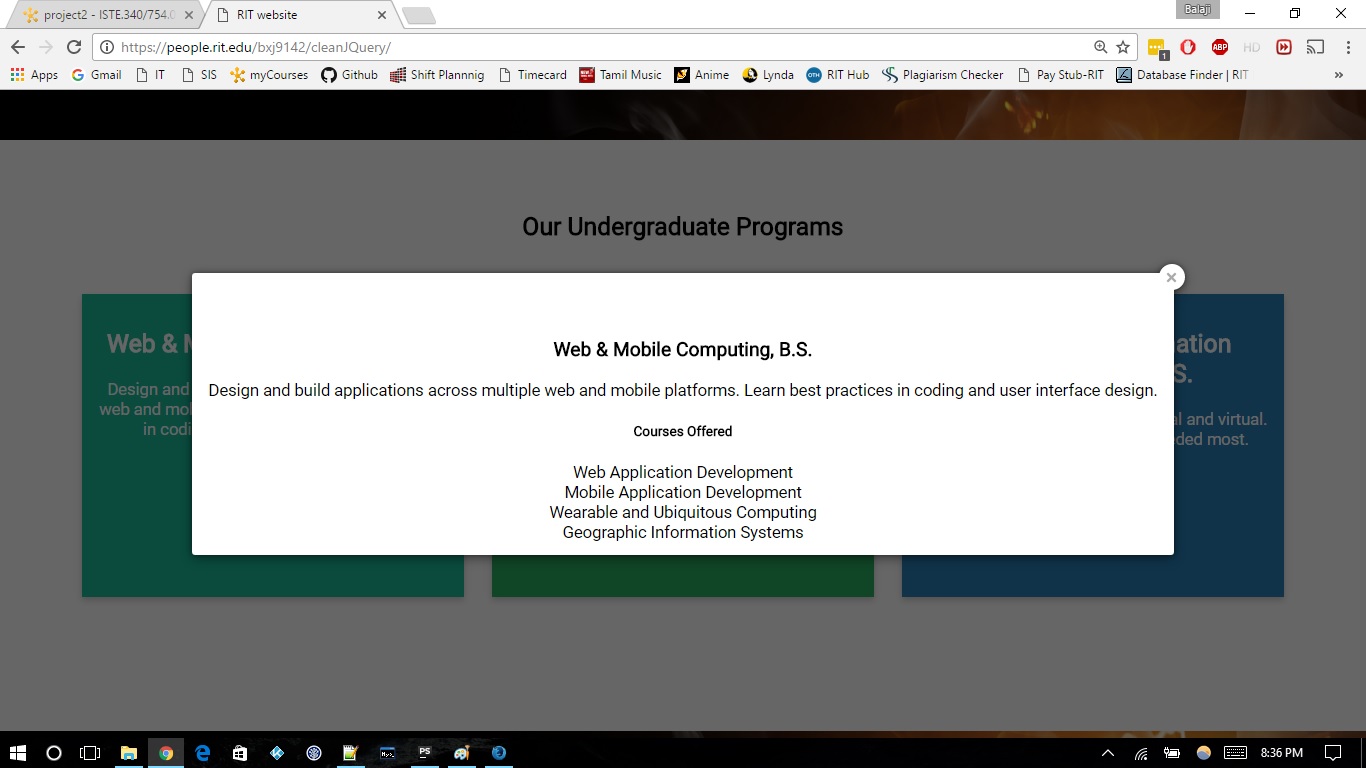 Balaji
project2 - ISTE.340/754.0
RIT website
https://people.rit.edu/bxj9142/cleanJQuery/
1
ABP
HD
Apps
Gmail
IT
SIS
myCourses
Github
Shift Plannnig
Timecard
Tamil Music
Anime
Lynda
RIT Hub
Plagiarism Checker
Pay Stub-RIT
Database Finder | RIT
Our Undergraduate Programs
Web & M
Design and
web and mo
in codi
Web & Mobile Computing, B.S.
Design and build applications across multiple web and mobile platforms. Learn best practices in coding and user interface design.
Courses Offered
Web Application Development
Mobile Application Development
Wearable and Ubiquitous Computing
Geographic Information Systems
ation
S.
al and virtual.
ded most.
8:36 PM